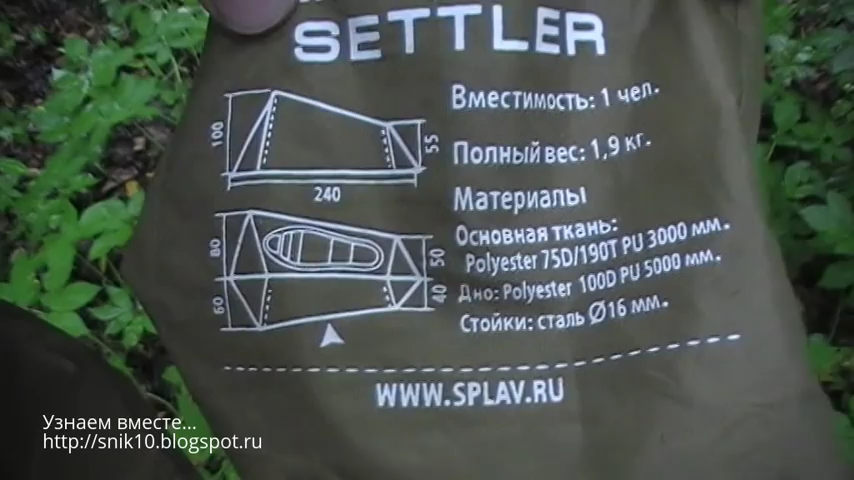 SETTLER
Вместимость: 1 чел.
Полный вес: 1,9 кг.
Материалы
Основная ткань:
Polyester 75D/190T PU 3000 мм.
Дно: Polyester 100D PU 5000 мм.
Стойки: сталь Ø16 мм.
100
55
240
80
50
60
40
WWW.SPLAV.RU
Узнаем вместе...
http://snik10.blogspot.ru